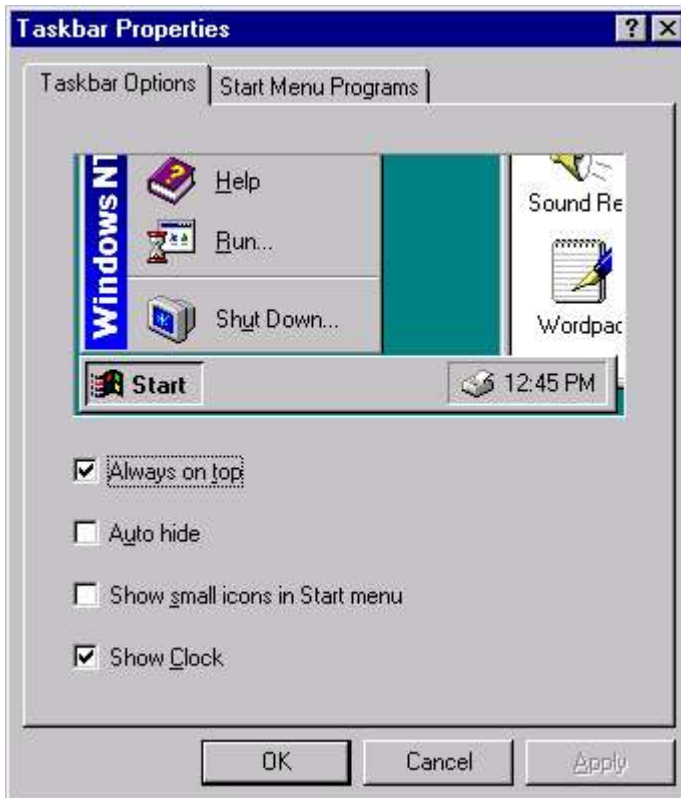 Taskbar Properties
Taskbar Options
Start Menu Programs
Windows NT
Help
Run...
Shut Down...
Sound Re
Wordpad
Start
12:45 PM
Always on top
Auto hide
Show small icons in Start menu
Show Clock
OK
Cancel
Apply